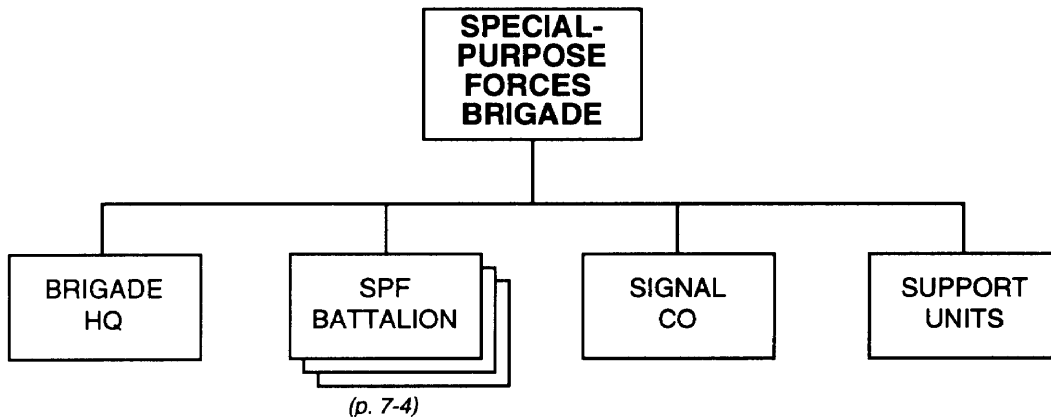 SPECIAL-
PURPOSE
FORCES
BRIGADE
BRIGADE
HQ
SPF
BATTALION
SIGNAL
CO
SUPPORT
UNITS
(p. 7-4)